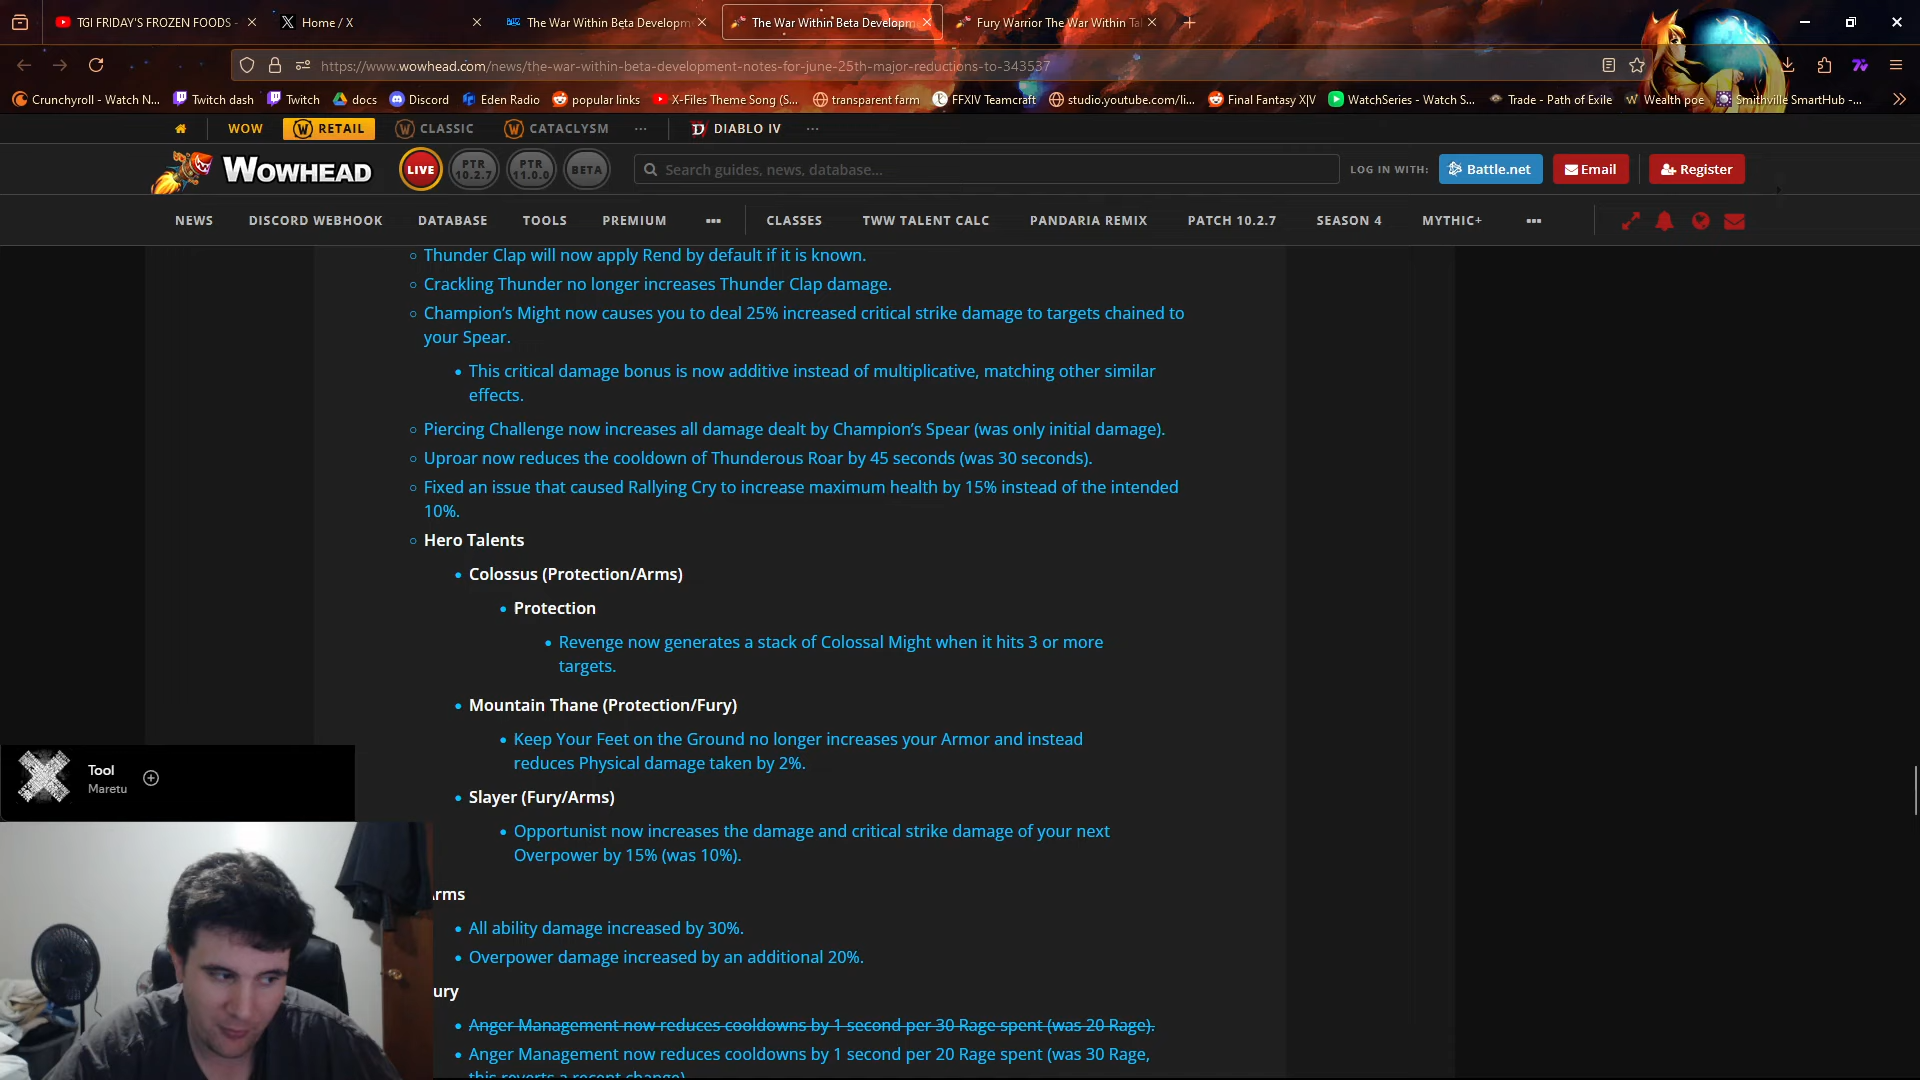 TGI FRIDAY'S FROZEN FOODS -
Home / X
The War Within Beta Developm
The War Within Beta Developm
Fury Warrior The War Within Tal
https://www.wowhead.com/news/the-war-within-beta-development-notes-for-june-25th-major-reductions-to-343537
Crunchyroll - Watch N...
Twitch dash
Twitch
docs
Discord
Eden Radio
popular links
X-Files Theme Song (S...
transparent farm
FFXIV Teamcraft
studio.youtube.com/li...
Final Fantasy X|V
WatchSeries - Watch S...
Trade - Path of Exile
Wealth poe
Smithville SmartHub -...
WOW
RETAIL
CLASSIC
CATACLYSM
DIABLO IV
WOWHEAD
LIVE
PTR
10.2.7
PTR
11.0.0
BETA
Search guides, news, database...
LOG IN WITH:
Battle.net
Email
Register
NEWS
DISCORD WEBHOOK
DATABASE
TOOLS
PREMIUM
CLASSES
TWW TALENT CALC
PANDARIA REMIX
PATCH 10.2.7
SEASON 4
MYTHIC+
Thunder Clap will now apply Rend by default if it is known.
Crackling Thunder no longer increases Thunder Clap damage.
Champion's Might now causes you to deal 25% increased critical strike damage to targets chained to
your Spear.
This critical damage bonus is now additive instead of multiplicative, matching other similar
effects.
Piercing Challenge now increases all damage dealt by Champion's Spear (was only initial damage).
Uproar now reduces the cooldown of Thunderous Roar by 45 seconds (was 30 seconds).
Fixed an issue that caused Rallying Cry to increase maximum health by 15% instead of the intended
10%.
Hero Talents
Colossus (Protection/Arms)
Protection
Revenge now generates a stack of Colossal Might when it hits 3 or more
targets.
Mountain Thane (Protection/Fury)
Keep Your Feet on the Ground no longer increases your Armor and instead
reduces Physical damage taken by 2%.
Slayer (Fury/Arms)
Opportunist now increases the damage and critical strike damage of your next
Overpower by 15% (was 10%).
rms
All ability damage increased by 30%.
Overpower damage increased by an additional 20%.
ury
Anger Management now reduces cooldowns by 1 second per 30 Rage spent (was 20 Rage).
Anger Management now reduces cooldowns by 1 second per 20 Rage spent (was 30 Rage,
this reverts a recent change)
Tool
Maretu